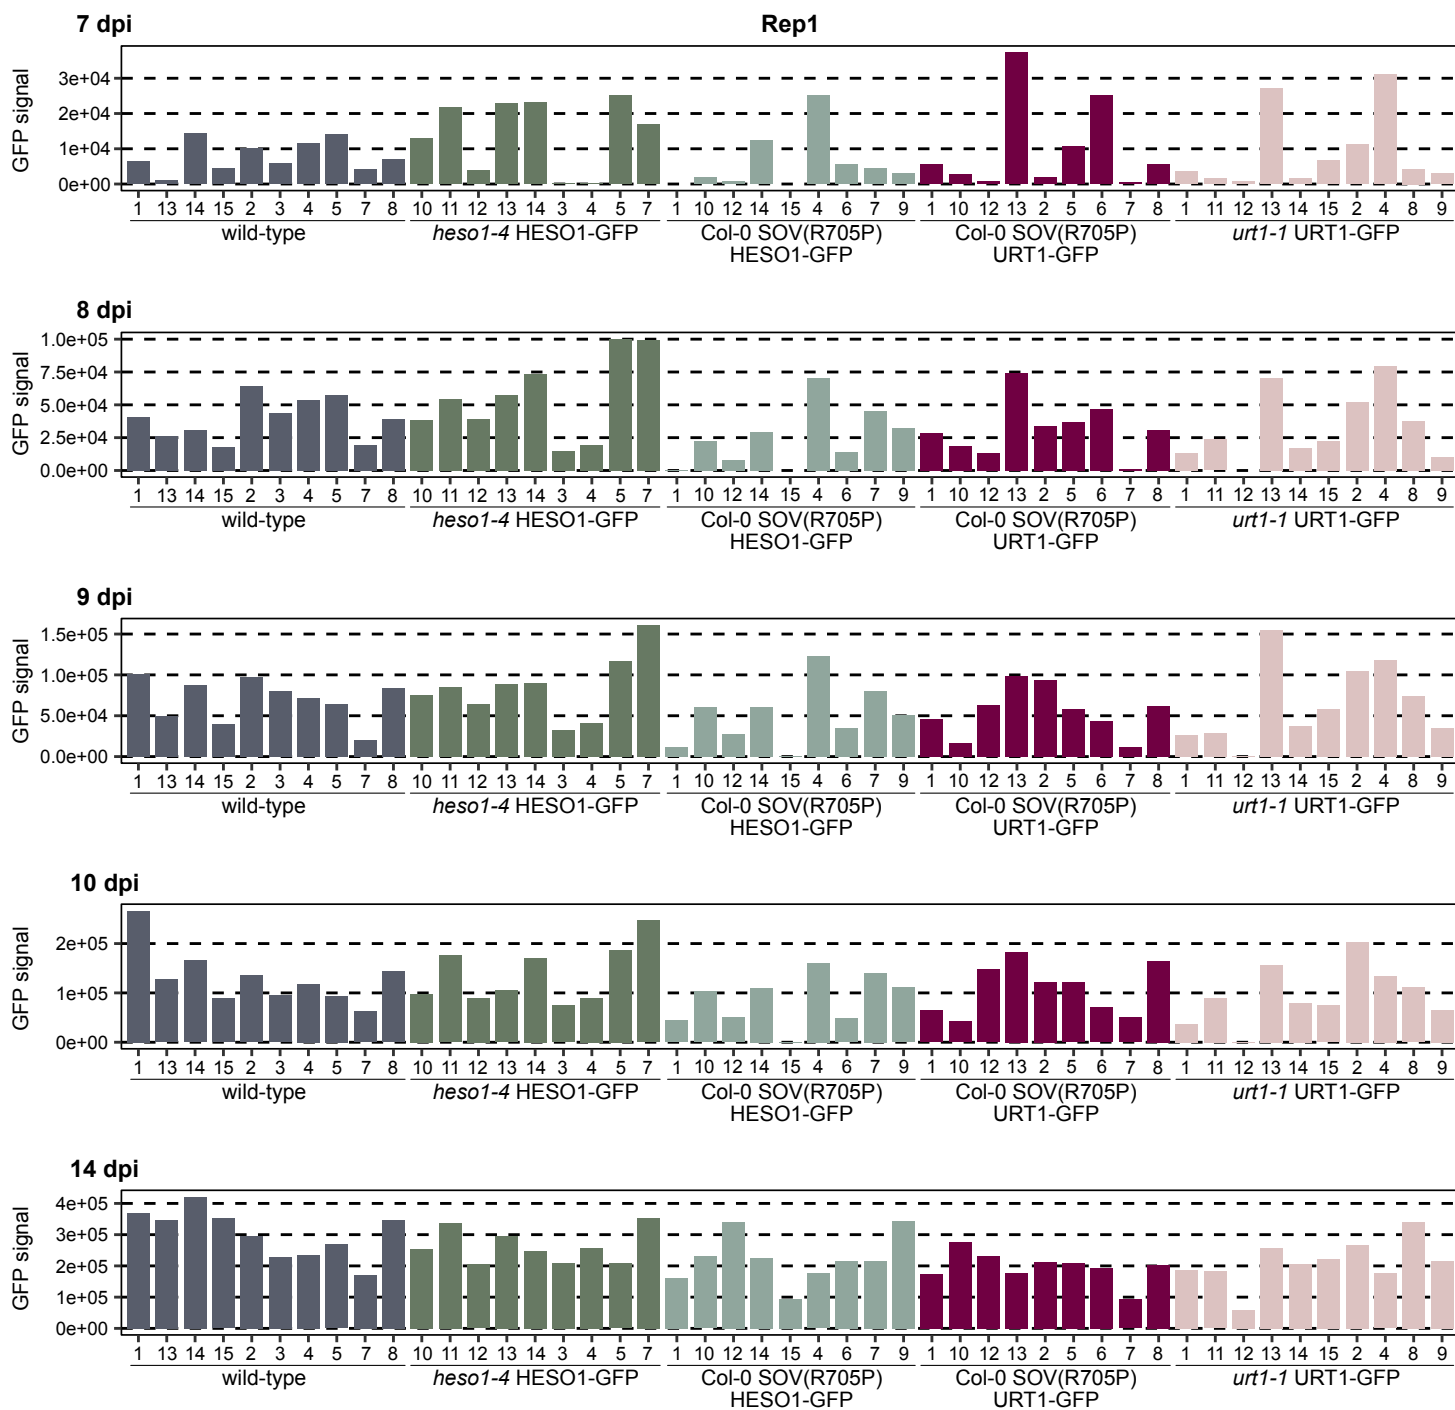 7 dpi Rep1
GFP signal
3e+04
2e+04
1e+04
0e+00
1 13 14 15 2 3 4 5 7 8 10 11 12 13 14 3 4 5 7 1 10 12 14 15 4 6 7 9 1 10 12 13 2 5 6 7 8 1 11 12 13 14 15 2 4 8 9
wild-type heso1-4 HESO1-GFP Col-0 SOV(R705P) Col-0 SOV(R705P) urt1-1 URT1-GFP
HESO1-GFP URT1-GFP
8 dpi
GFP signal
1.0e+05
7.5e+04
5.0e+04
2.5e+04
0.0e+00
1 13 14 15 2 3 4 5 7 8 10 11 12 13 14 3 4 5 7 1 10 12 14 15 4 6 7 9 1 10 12 13 2 5 6 7 8 1 11 12 13 14 15 2 4 8 9
wild-type heso1-4 HESO1-GFP Col-0 SOV(R705P) Col-0 SOV(R705P) urt1-1 URT1-GFP
HESO1-GFP URT1-GFP
9 dpi
GFP signal
1.5e+05
1.0e+05
5.0e+04
0.0e+00
1 13 14 15 2 3 4 5 7 8 10 11 12 13 14 3 4 5 7 1 10 12 14 15 4 6 7 9 1 10 12 13 2 5 6 7 8 1 11 12 13 14 15 2 4 8 9
wild-type heso1-4 HESO1-GFP Col-0 SOV(R705P) Col-0 SOV(R705P) urt1-1 URT1-GFP
HESO1-GFP URT1-GFP
10 dpi
GFP signal
2e+05
1e+05
0e+00
1 13 14 15 2 3 4 5 7 8 10 11 12 13 14 3 4 5 7 1 10 12 14 15 4 6 7 9 1 10 12 13 2 5 6 7 8 1 11 12 13 14 15 2 4 8 9
wild-type heso1-4 HESO1-GFP Col-0 SOV(R705P) Col-0 SOV(R705P) urt1-1 URT1-GFP
HESO1-GFP URT1-GFP
14 dpi
GFP signal
4e+05
3e+05
2e+05
1e+05
0e+00
1 13 14 15 2 3 4 5 7 8 10 11 12 13 14 3 4 5 7 1 10 12 14 15 4 6 7 9 1 10 12 13 2 5 6 7 8 1 11 12 13 14 15 2 4 8 9
wild-type heso1-4 HESO1-GFP Col-0 SOV(R705P) Col-0 SOV(R705P) urt1-1 URT1-GFP
HESO1-GFP URT1-GFP